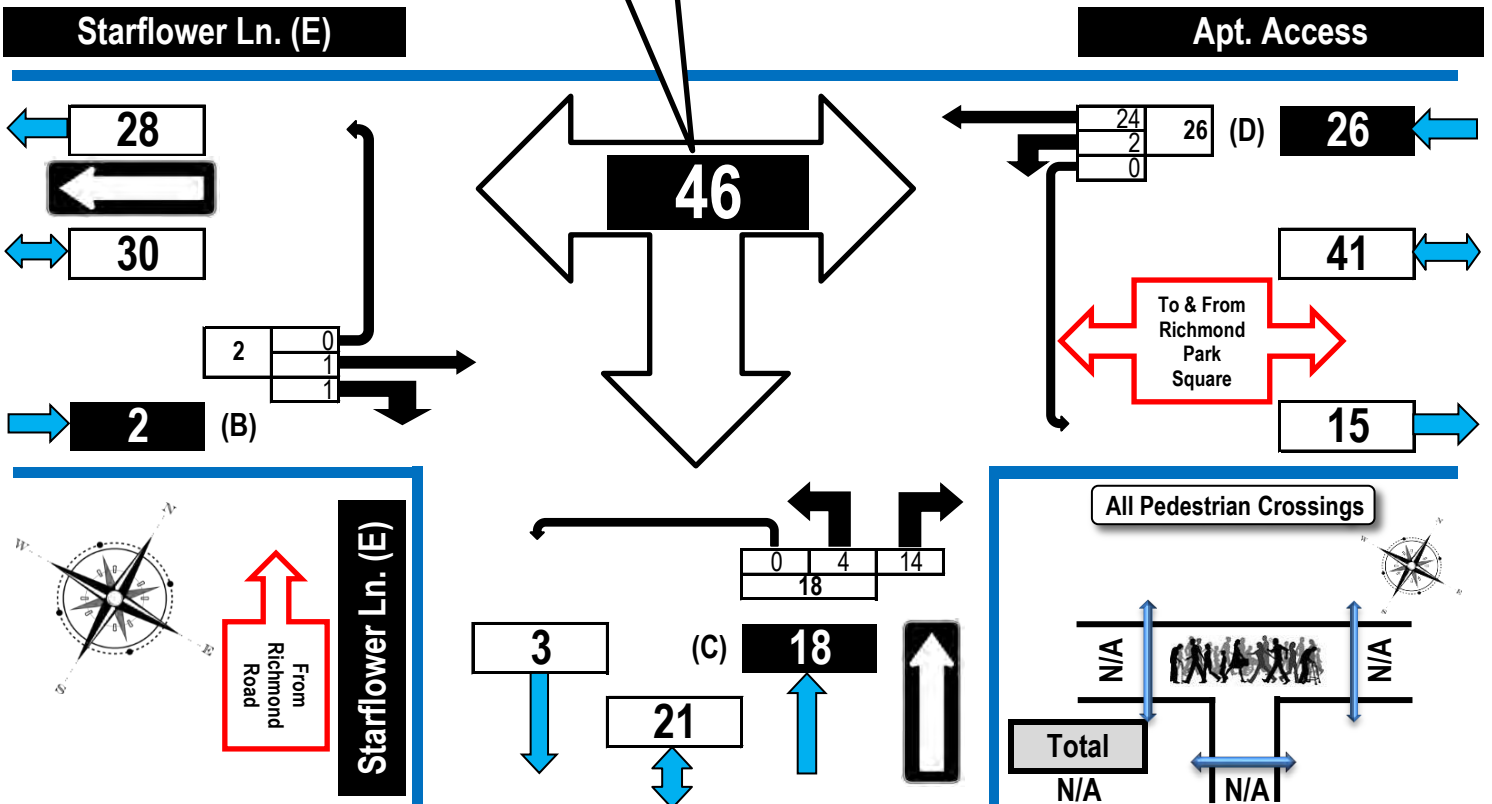 Starflower Ln. (E)
Apt. Access
28
30
2
0
1
1
2
(B)
46
24
2
0
26
(D)
26
41
To & From
Richmond
Park
Square
15
N
W
E
S
From
Richmond
Road
Starflower Ln. (E)
0
4
14
18
3
(C)
18
21
All Pedestrian Crossings
N
W
E
S
N/A
N/A
Total
N/A
N/A